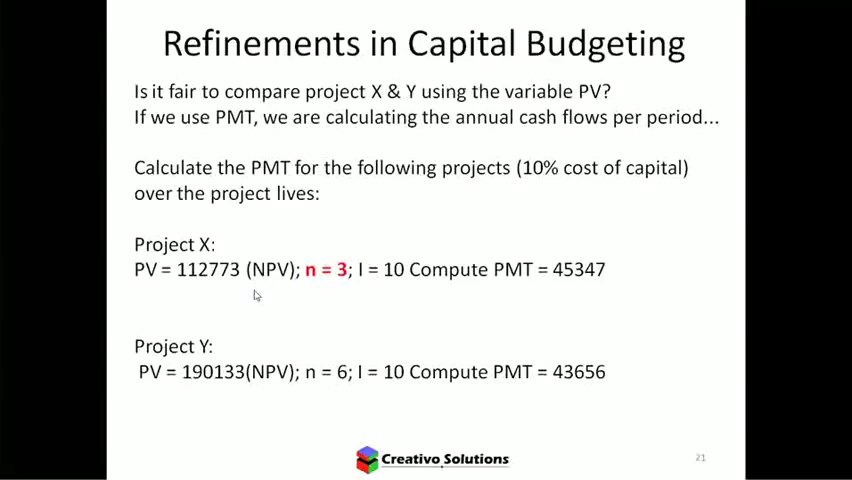 Refinements in Capital Budgeting
Is it fair to compare project X & Y using the variable PV?
If we use PMT, we are calculating the annual cash flows per period...
Calculate the PMT for the following projects (10% cost of capital)
over the project lives:
Project X:
PV = 112773 (NPV); n = 3; I = 10 Compute PMT = 45347
Project Y:
PV = 190133(NPV); n = 6; I = 10 Compute PMT = 43656
Creativo Solutions
21